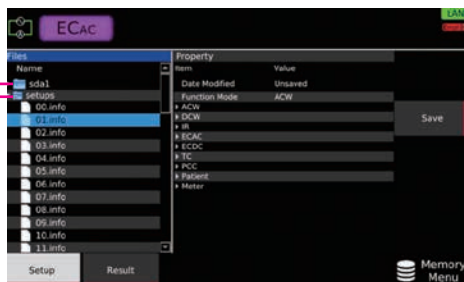 ECAC
LAN
Files
Name
sda1
setups
00.info
01.info
02.info
03.info
04.info
05.info
06.info
07.info
08.info
09.info
10.info
11.info
Property
Item Value
Date Modified Unsaved
Function Mode ACW
ACW
DCW
IR
ECAC
ECDC
TC
PCC
Patient
Meter
Save
Setup Result
Memory
Menu